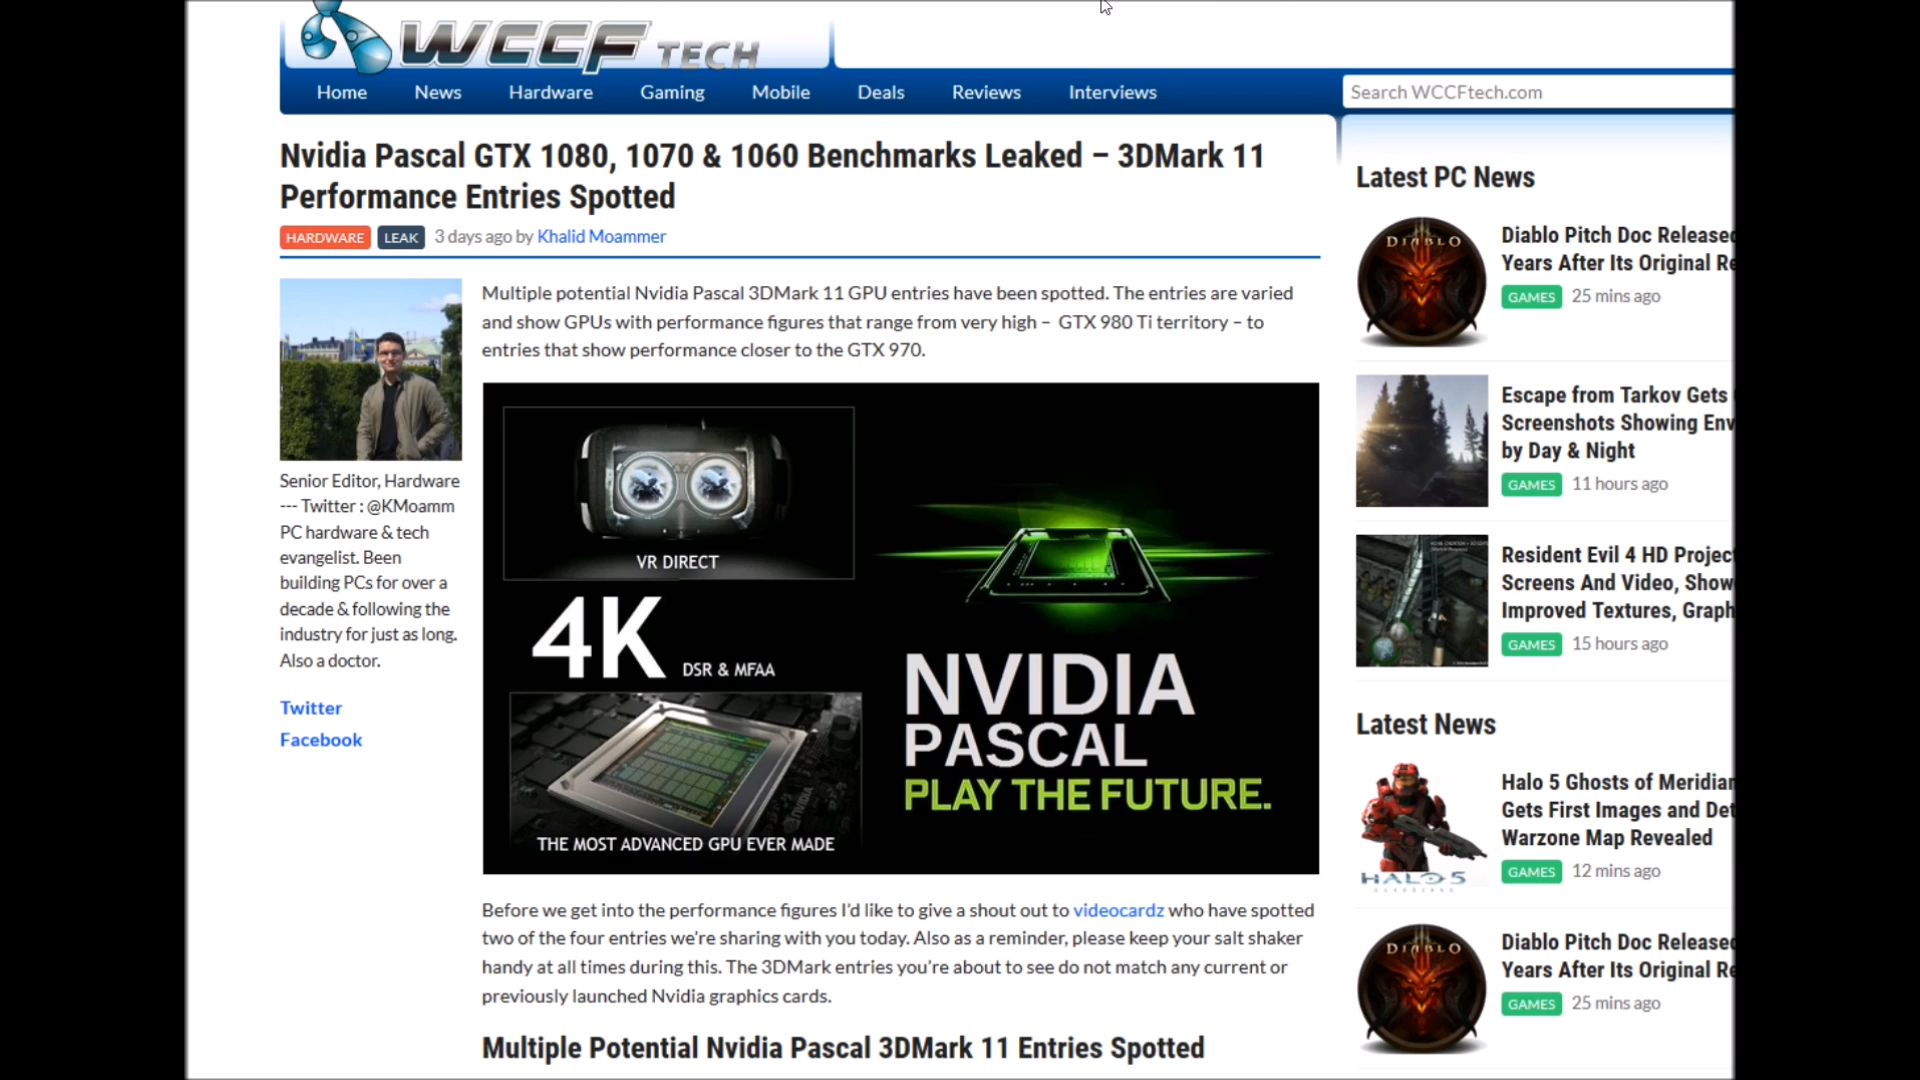 WCCF TECH
Home News Hardware Gaming Mobile Deals Reviews Interviews
Search WCCFtech.com
Nvidia Pascal GTX 1080, 1070 & 1060 Benchmarks Leaked – 3DMark 11
Performance Entries Spotted
HARDWARE LEAK 3 days ago by Khalid Moammer
Senior Editor, Hardware
--- Twitter : @KMoamm
PC hardware & tech
evangelist. Been
building PCs for over a
decade & following the
industry for just as long.
Also a doctor.
Twitter
Facebook
Multiple potential Nvidia Pascal 3DMark 11 GPU entries have been spotted. The entries are varied
and show GPUs with performance figures that range from very high – GTX 980 Ti territory – to
entries that show performance closer to the GTX 970.
VR DIRECT
4K DSR & MFAA
NVIDIA
THE MOST ADVANCED GPU EVER MADE
NVIDIA
PASCAL
PLAY THE FUTURE.
Before we get into the performance figures I'd like to give a shout out to videocardz who have spotted
two of the four entries we're sharing with you today. Also as a reminder, please keep your salt shaker
handy at all times during this. The 3DMark entries you're about to see do not match any current or
previously launched Nvidia graphics cards.
Multiple Potential Nvidia Pascal 3DMark 11 Entries Spotted
Latest PC News
DIABLO
Diablo Pitch Doc Released
Years After Its Original Re
GAMES 25 mins ago
Escape from Tarkov Gets
Screenshots Showing Env
by Day & Night
GAMES 11 hours ago
Resident Evil 4 HD Project
Screens And Video, Show
Improved Textures, Graph
GAMES 15 hours ago
Latest News
HALO 5
Halo 5 Ghosts of Meridian
Gets First Images and Det
Warzone Map Revealed
GAMES 12 mins ago
DIABLO
Diablo Pitch Doc Released
Years After Its Original Re
GAMES 25 mins ago